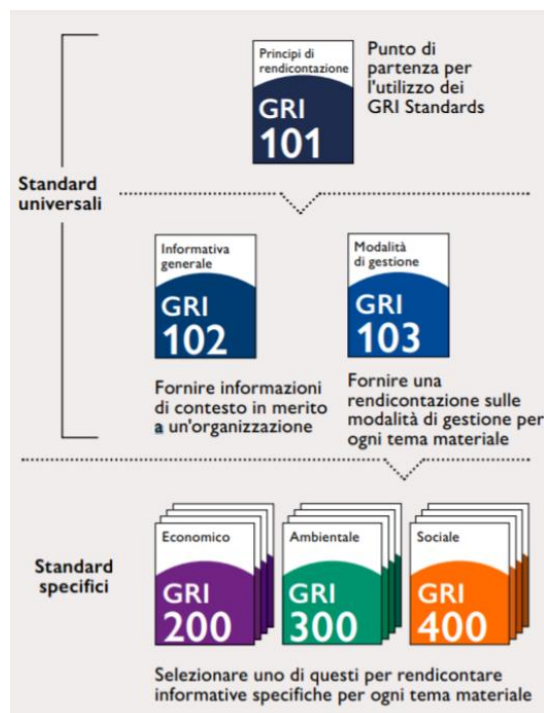 Principi di
rendicontazione
GRI
101
Punto di
partenza per
l'utilizzo dei
GRI Standards
Standard
universali
Informativa
generale
GRI
102
Modalità
di gestione
GRI
103
Fornire informazioni
di contesto in merito
a un'organizzazione
Fornire una
rendicontazione sulle
modalità di gestione per
ogni tema materiale
Standard
specifici
Economico
GRI
200
Ambientale
GRI
300
Sociale
GRI
400
Selezionare uno di questi per rendicontare
informative specifiche per ogni tema materiale